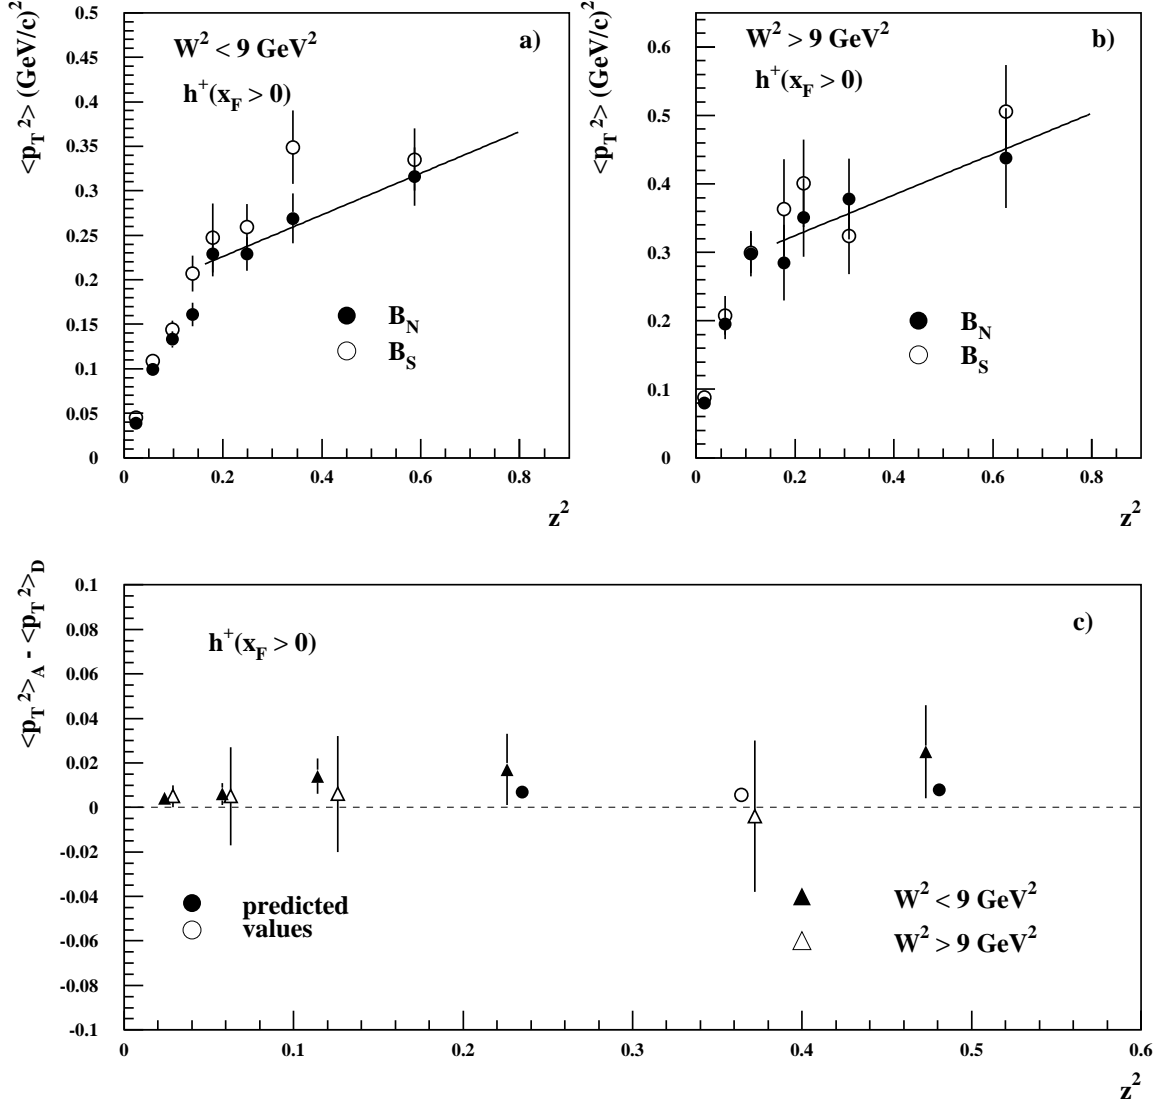 <p_T^2> (GeV/c)^2
0.5
0.45
0.4
0.35
0.3
0.25
0.2
0.15
0.1
0.05
0
W^2 < 9 GeV^2
a)
h^+(x_F > 0)
B_N
B_S
0 0.2 0.4 0.6 0.8
z^2
<p_T^2> (GeV/c)^2
0.6
0.5
0.4
0.3
0.2
0.1
0
W^2 > 9 GeV^2
b)
h^+(x_F > 0)
B_N
B_S
0 0.2 0.4 0.6 0.8
z^2
<p_T^2>_A - <p_T^2>_D
0.1
0.08
0.06
0.04
0.02
0
-0.02
-0.04
-0.06
-0.08
-0.1
h^+(x_F > 0)
c)
predicted
values
W^2 < 9 GeV^2
W^2 > 9 GeV^2
0 0.1 0.2 0.3 0.4 0.5 0.6
z^2